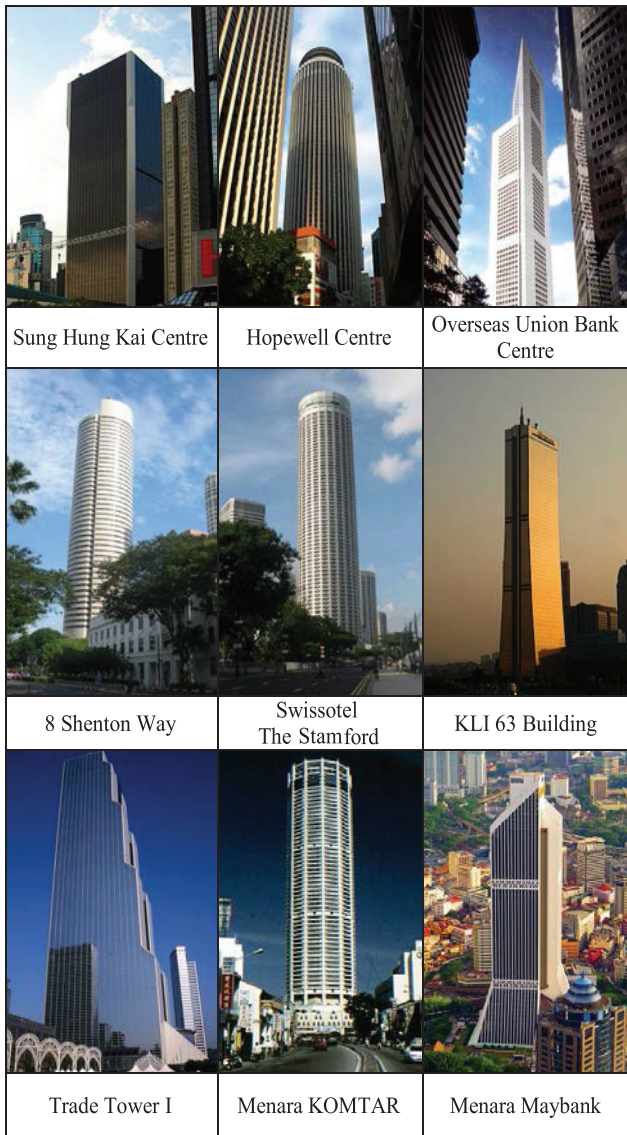 Sung Hung Kai Centre
Hopewell Centre
Overseas Union Bank
Centre
8 Shenton Way
Swissotel
The Stamford
KLI 63 Building
Trade Tower I
Menara KOMTAR
Menara Maybank